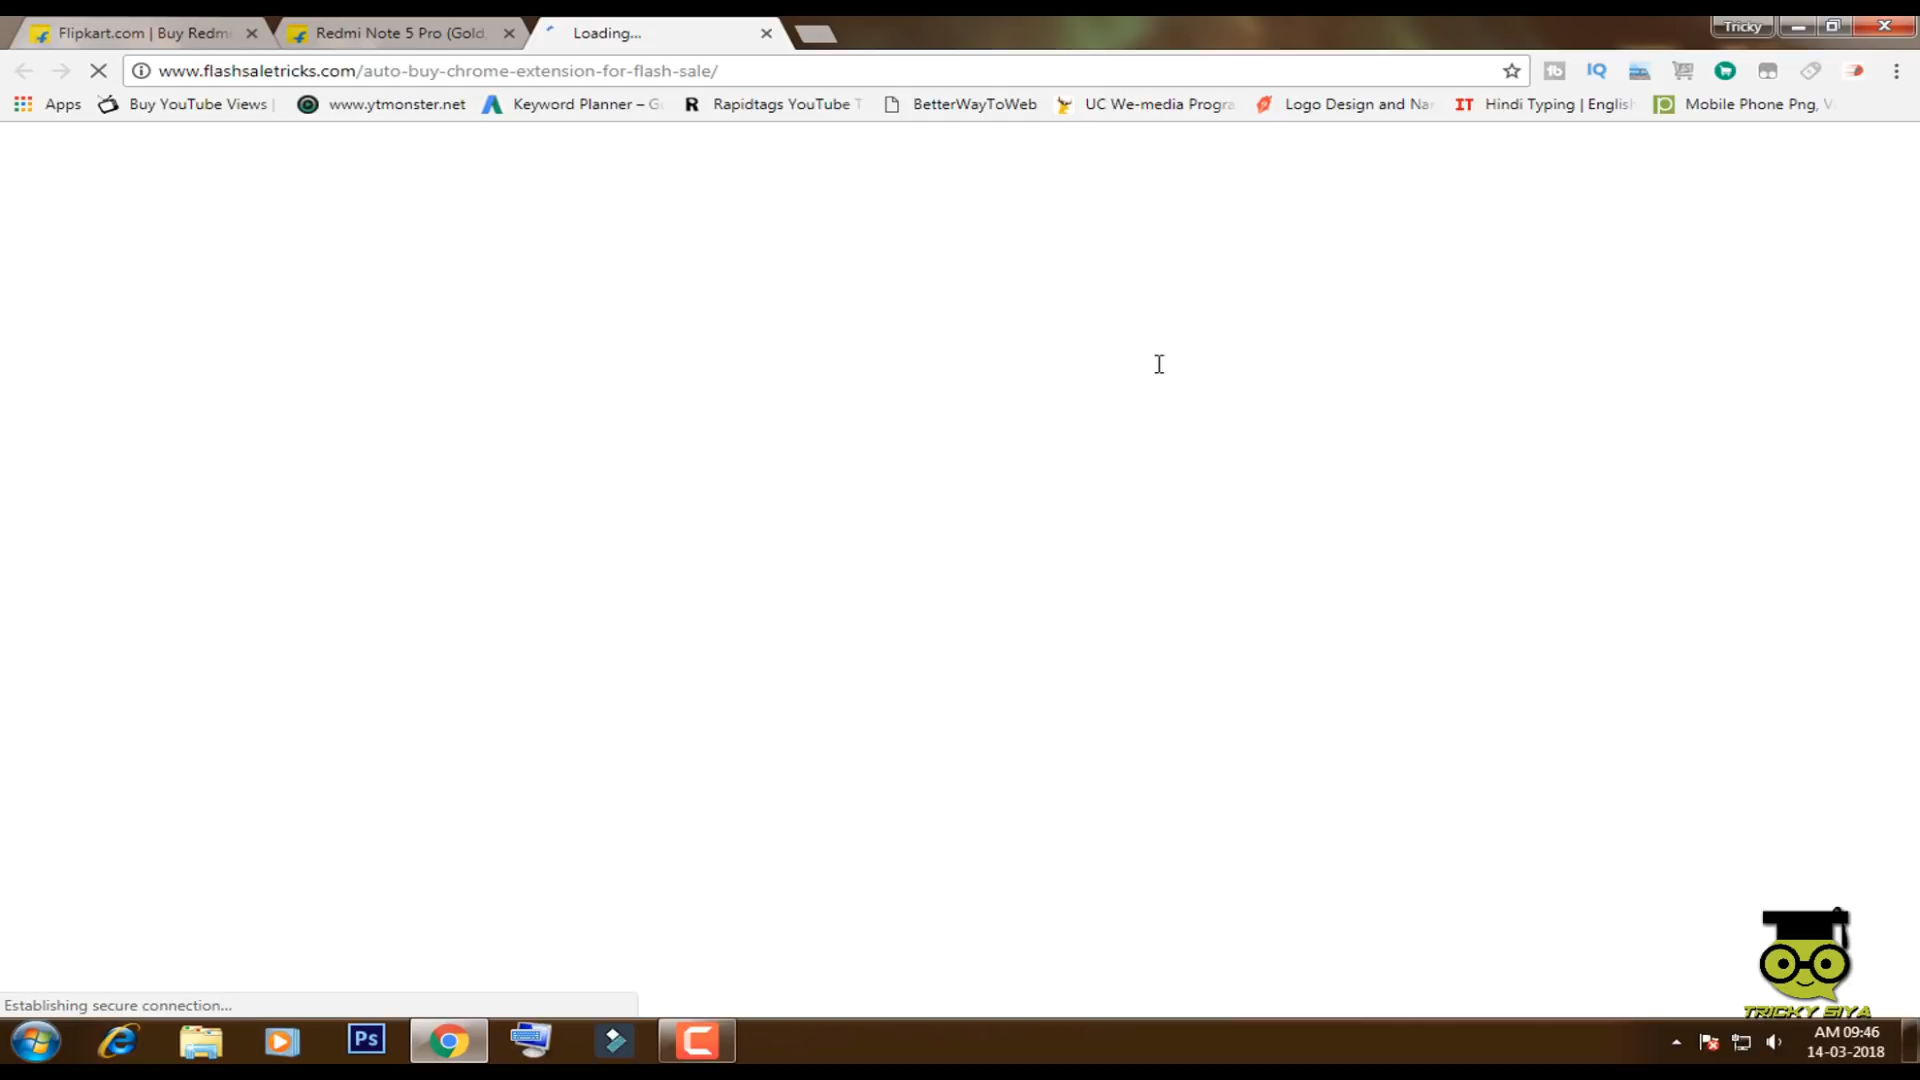 Flipkart.com | Buy Redmi
Redmi Note 5 Pro (Gold,
Loading...
Tricky
www.flashsaletricks.com/auto-buy-chrome-extension-for-flash-sale/
Apps
Buy YouTube Views |
www.ytmonster.net
Keyword Planner – G
Rapidtags YouTube T
BetterWayToWeb
UC We-media Progra
Logo Design and Na
Hindi Typing | English
Mobile Phone Png, V
Establishing secure connection...
TRICKY SIYA
AM 09:46
14-03-2018